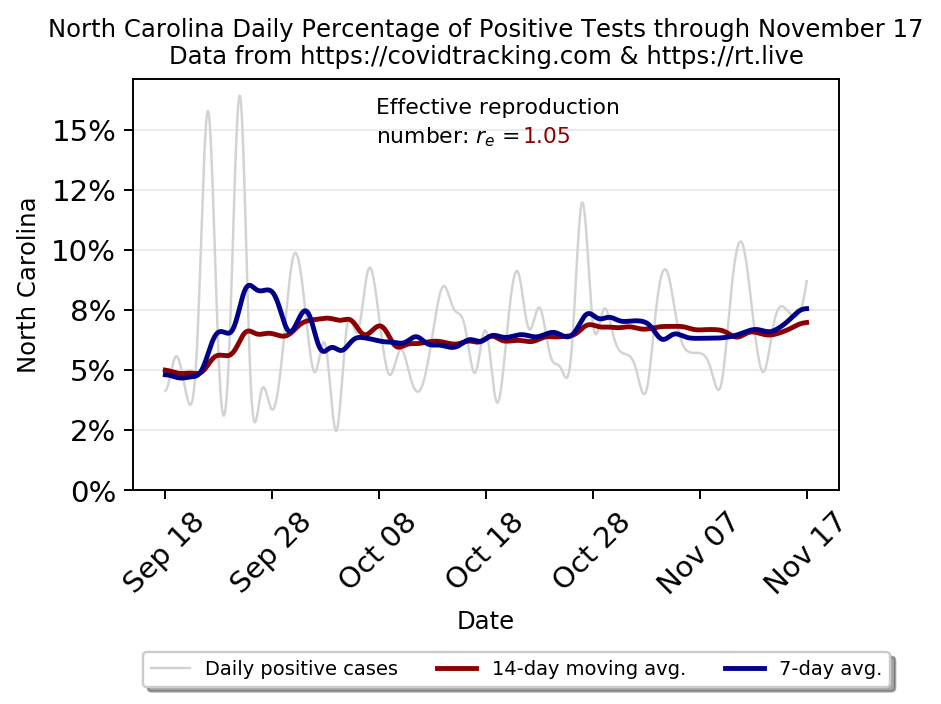 North Carolina Daily Percentage of Positive Tests through November 17
Data from https://covidtracking.com & https://rt.live
Effective reproduction
number: rₑ =1.05
15%
12%
10%
8%
5%
2%
0%
North Carolina
Sep 18
Sep 28
Oct 08
Oct 18
Oct 28
Nov 07
Nov 17
Date
Daily positive cases
14-day moving avg.
7-day avg.